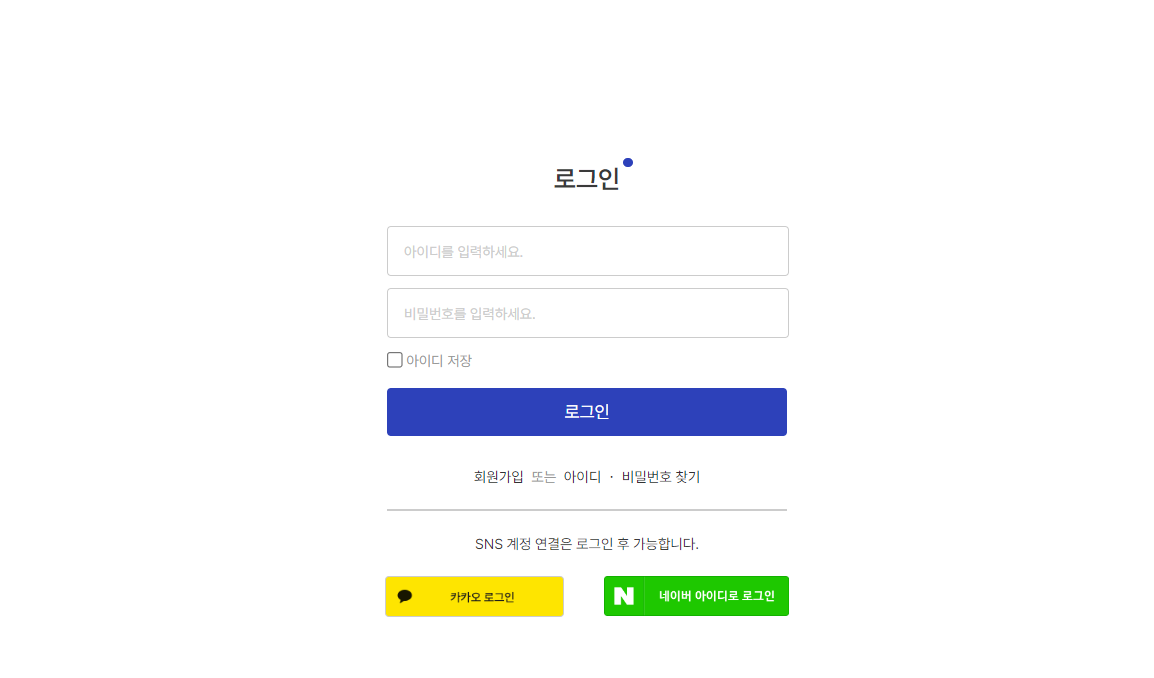 로그인
아이디를 입력하세요.
비밀번호를 입력하세요.
아이디 저장
로그인
회원가입 또는 아이디 · 비밀번호 찾기
SNS 계정 연결은 로그인 후 가능합니다.
카카오 로그인
N 네이버 아이디로 로그인